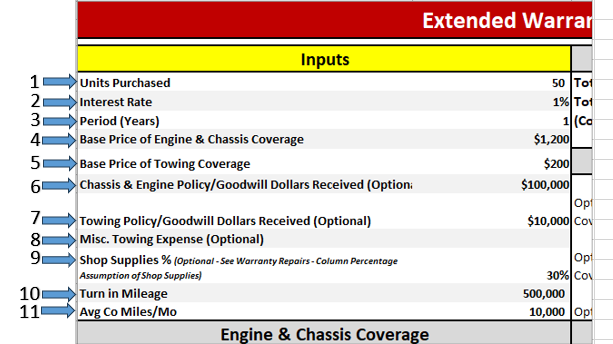 Extended Warran
Inputs
1 Units Purchased 50 Tot
2 Interest Rate 1% Tot
3 Period (Years) 1 (Co
4 Base Price of Engine & Chassis Coverage $1,200
5 Base Price of Towing Coverage $200
6 Chassis & Engine Policy/Goodwill Dollars Received (Optiona $100,000
Opt
7 Towing Policy/Goodwill Dollars Received (Optional) $10,000 Cov
8 Misc. Towing Expense (Optional)
9 Shop Supplies % (Optional - See Warranty Repairs - Column Percentage Opt
Assumption of Shop Supplies) 30% Cov
10 Turn in Mileage 500,000
11 Avg Co Miles/Mo 10,000 Opt
Engine & Chassis Coverage